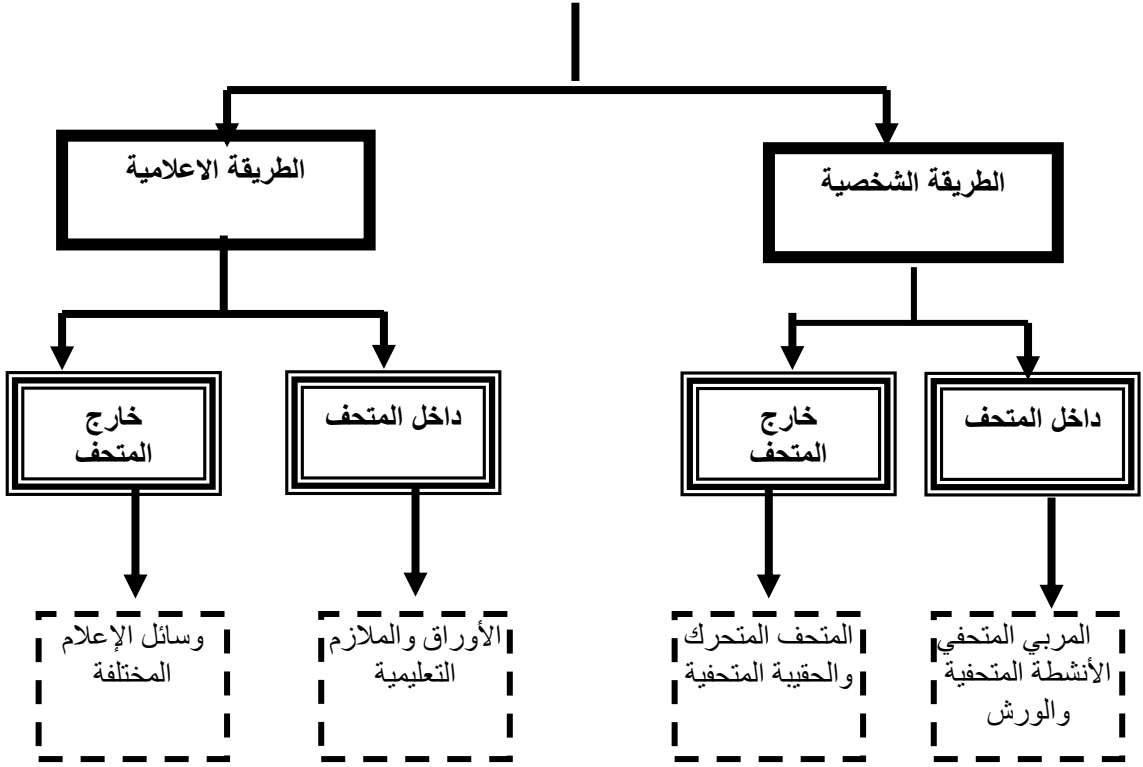 الطريقة الشخصية
الطريقة الاعلامية
داخل المتحف
خارج
المتحف
داخل المتحف
خارج
المتحف
المربي المتحفي
الأنشطة المتحفية
والورش
المتحف المتحرك
والحقيبة المتحفية
الأوراق والملازم
التعليمية
وسائل الإعلام
المختلفة